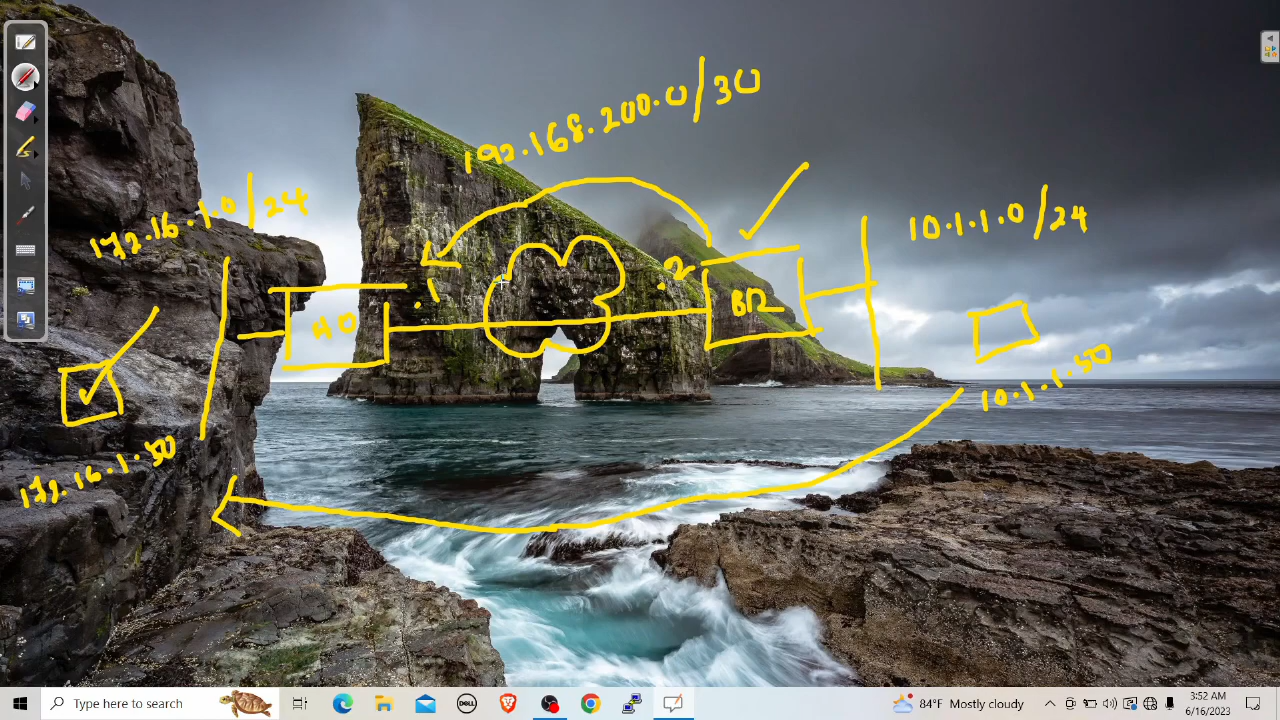 192.168.200.0/30
172.16.1.0/24
10.1.1.0/24
.1
.2
HO
BR
172.16.1.50
10.1.1.50
Type here to search
DELL
84°F Mostly cloudy
3:52 AM
6/16/2023